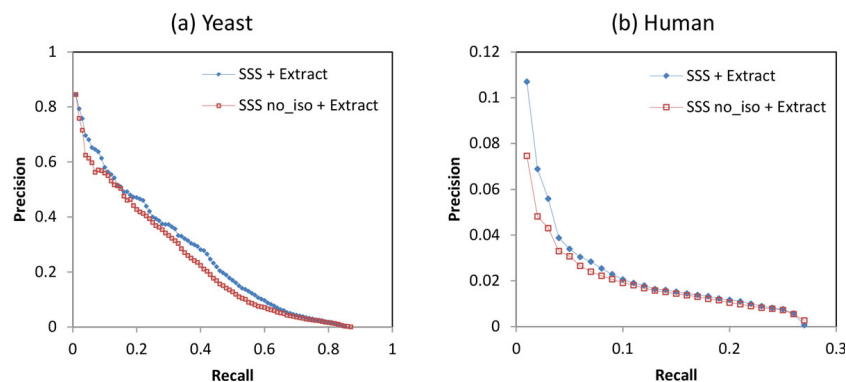 (a) Yeast
1
0.8
0.6
0.4
0.2
0
Precision
0 0.2 0.4 0.6 0.8 1
Recall
SSS + Extract
SSS no_iso + Extract
(b) Human
0.12
0.1
0.08
0.06
0.04
0.02
0
Precision
0 0.1 0.2 0.3
Recall
SSS + Extract
SSS no_iso + Extract